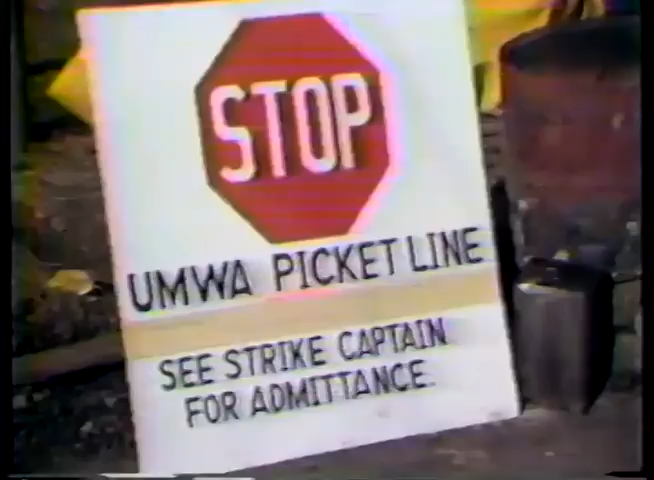 STOP
UMWA PICKET LINE
SEE STRIKE CAPTAIN
FOR ADMITTANCE.